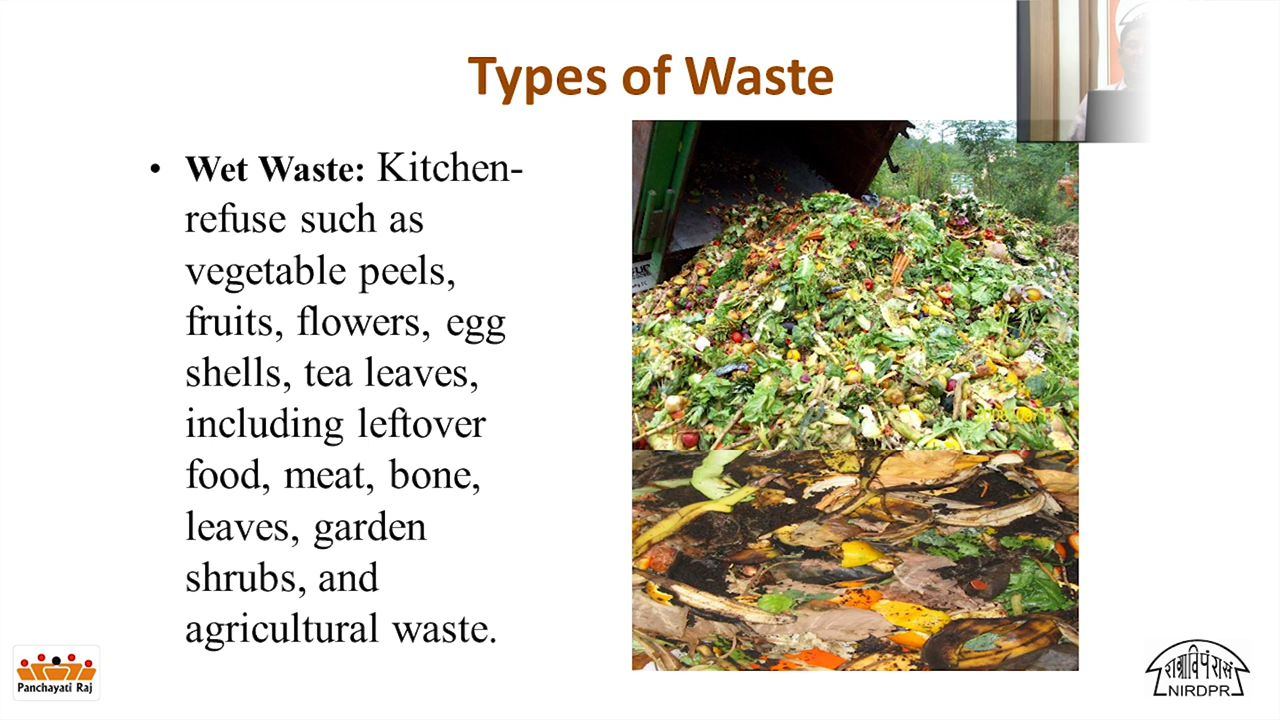 Types of Waste
• Wet Waste: Kitchen-
refuse such as
vegetable peels,
fruits, flowers, egg
shells, tea leaves,
including leftover
food, meat, bone,
leaves, garden
shrubs, and
agricultural waste.
Panchayati Raj
NIRDPR